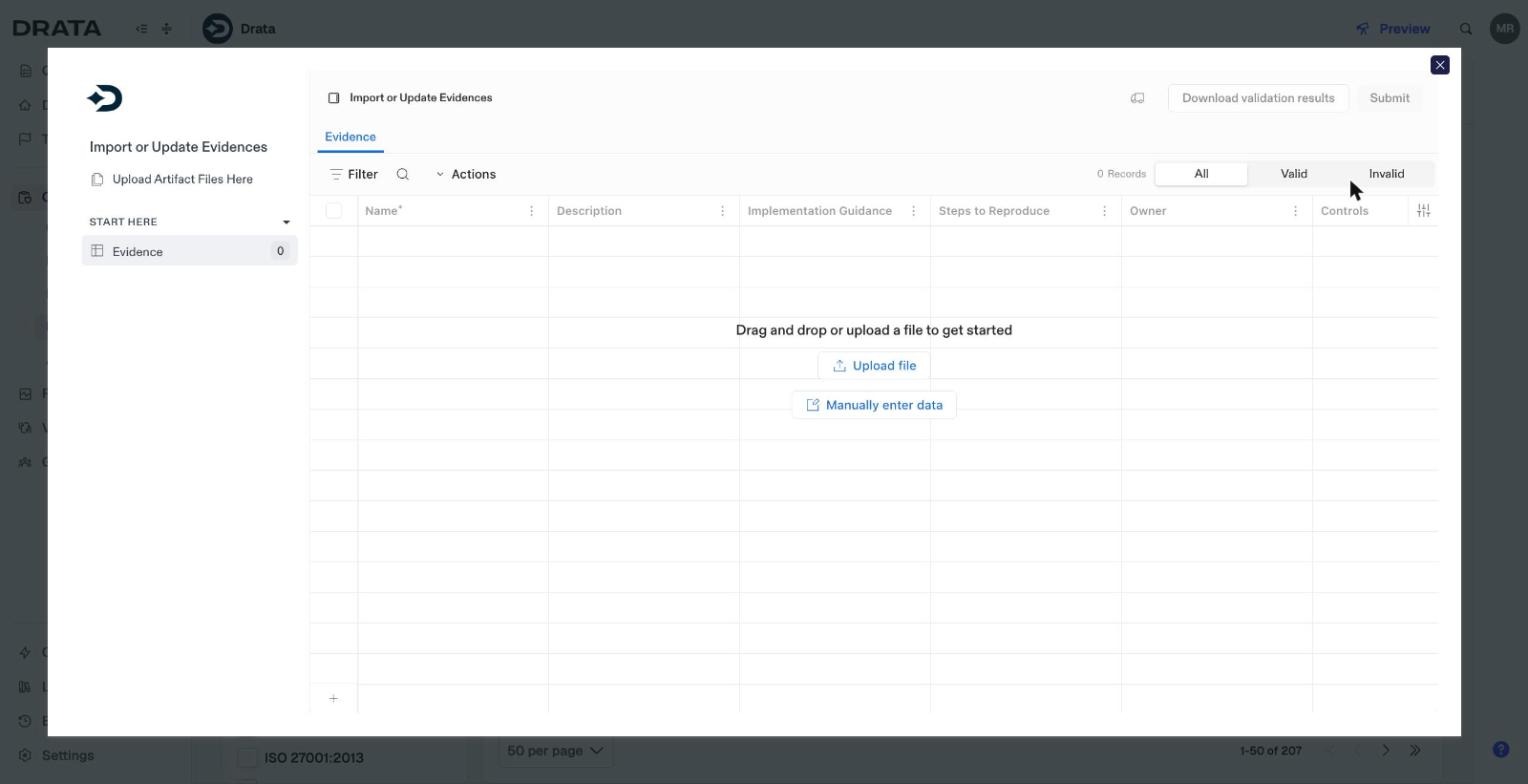 DRATA
Drata
Preview
MR
Import or Update Evidences
Download validation results
Submit
Import or Update Evidences
Upload Artifact Files Here
START HERE
Evidence 0
Evidence
Filter
Actions
0 Records
All
Valid
Invalid
Name*
Description
Implementation Guidance
Steps to Reproduce
Owner
Controls
Drag and drop or upload a file to get started
Upload file
Manually enter data
Settings
ISO 27001:2013
50 per page
1-50 of 207